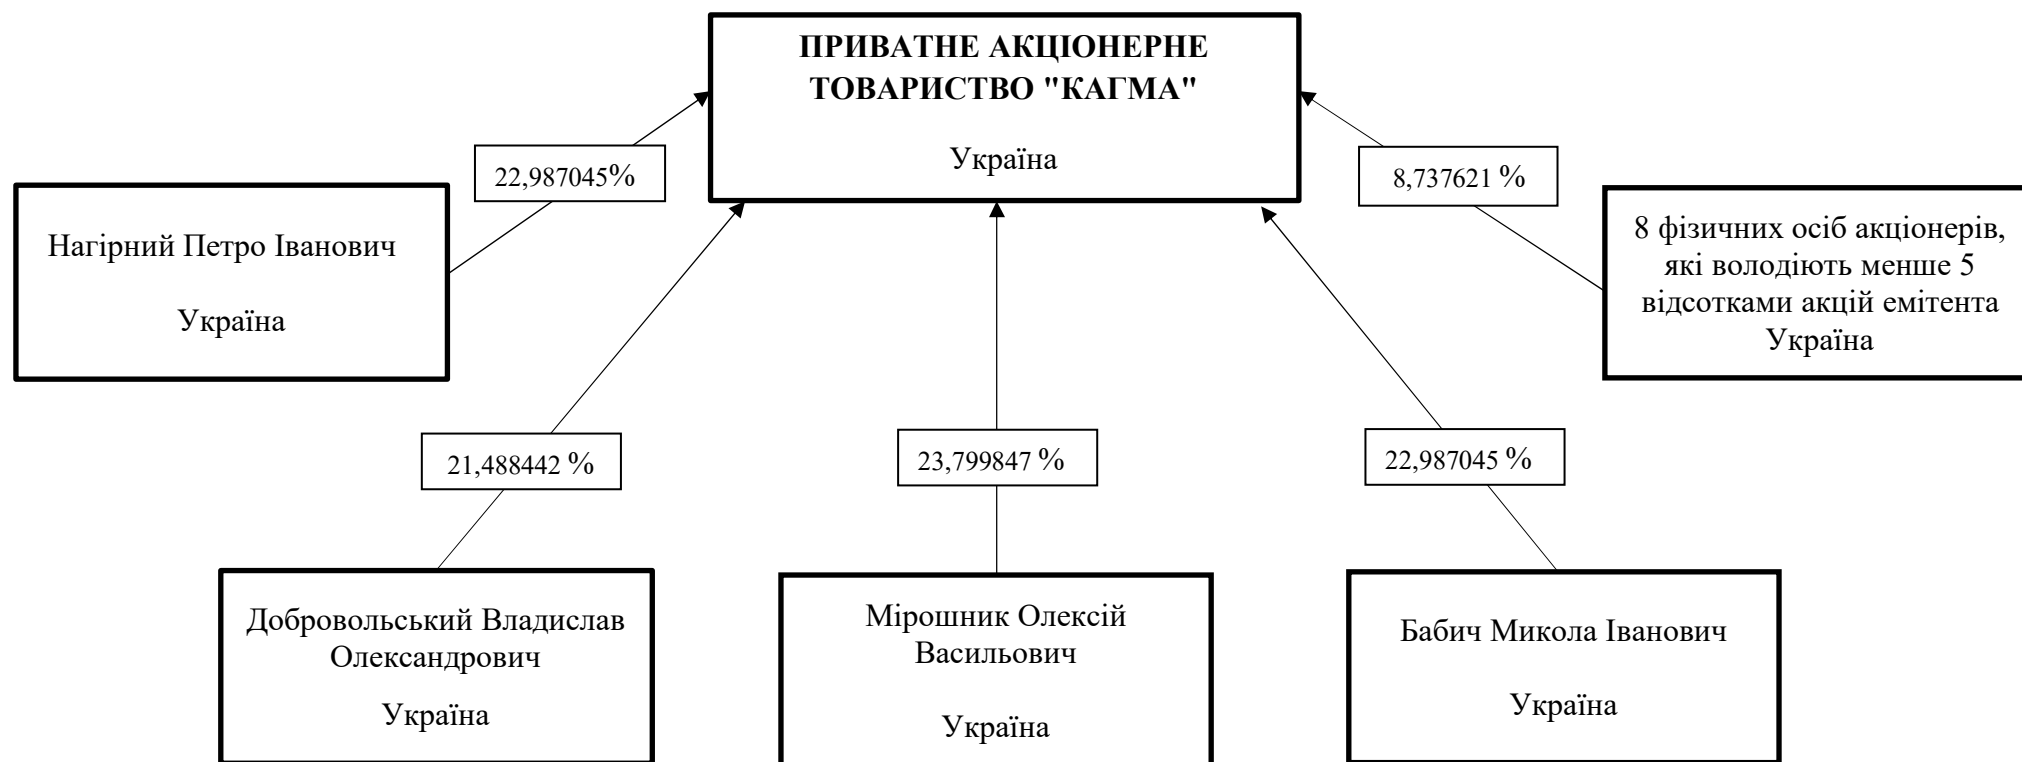 ПРИВАТНЕ АКЦІОНЕРНЕ
ТОВАРИСТВО "КАГМА"
Україна
22,987045%
8,737621 %
Нагірний Петро Іванович
Україна
8 фізичних осіб акціонерів,
які володіють менше 5
відсотками акцій емітента
Україна
21,488442 %
23,799847 %
22,987045 %
Добровольський Владислав
Олександрович
Україна
Мірошник Олексій
Васильович
Україна
Бабич Микола Іванович
Україна